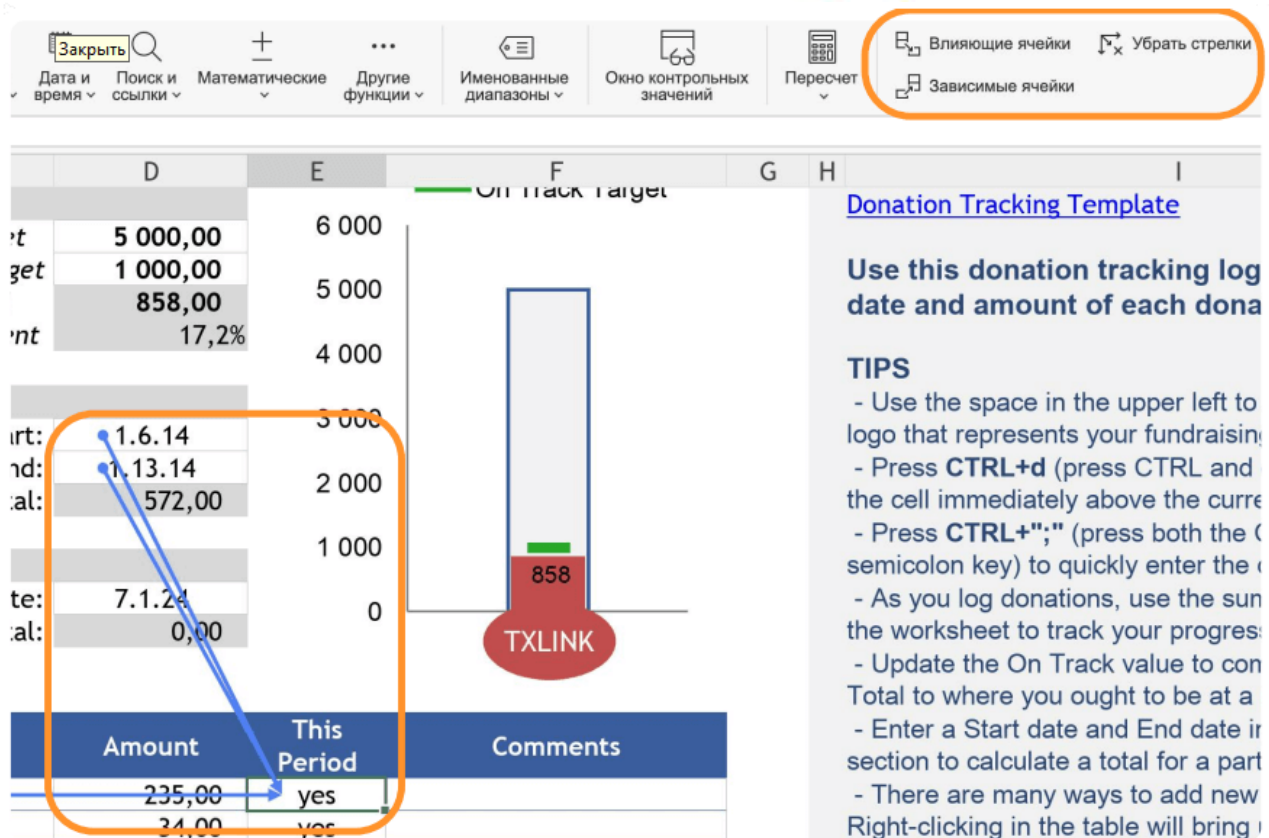 Закрыть
Дата и время
Поиск и ссылки
Математические
Другие функции
Именованные диапазоны
Окно контрольных значений
Пересчет
Влияющие ячейки
Убрать стрелки
Зависимые ячейки
D E F G H I
On Track Target
5 000,00
1 000,00
858,00
17,2%
1.6.14
1.13.14
572,00
7.1.24
0,00
6 000
5 000
4 000
3 000
2 000
1 000
0
858
TXLINK
Amount
This Period
Comments
235,00 yes
34,00 yes
Donation Tracking Template
Use this donation tracking log
date and amount of each
TIPS
- Use the space in the upper left to
logo that represents your
- Press CTRL+d (press CTRL and
the cell immediately above the
- Press CTRL+";" (press both the
semicolon key) to quickly enter the
- As you log donations, use the
the worksheet to track your
- Update the On Track value to
Total to where you ought to be at a
- Enter a Start date and End date
section to calculate a total for a
- There are many ways to add new
Right-clicking in the table will bring